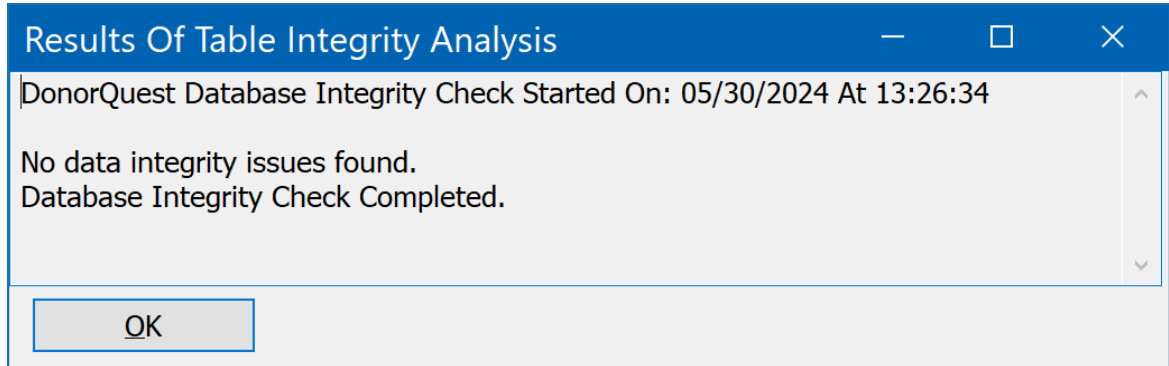 Results Of Table Integrity Analysis
DonorQuest Database Integrity Check Started On: 05/30/2024 At 13:26:34
No data integrity issues found.
Database Integrity Check Completed.
OK